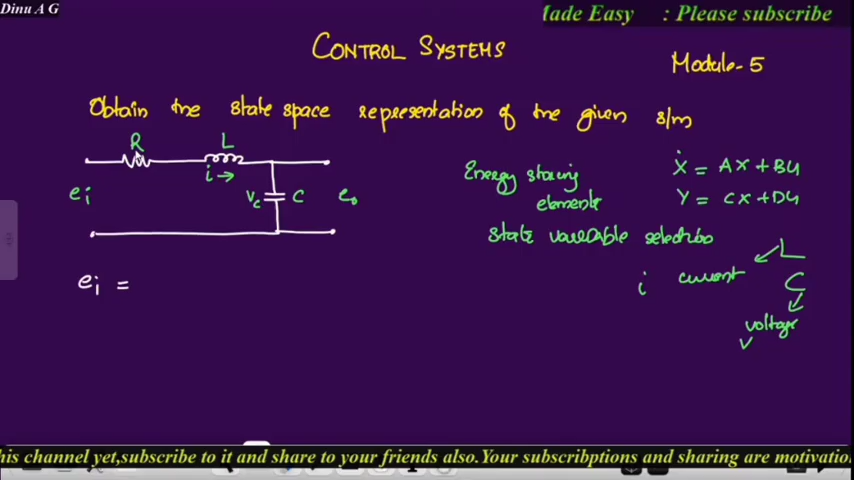 Dinu A G
Made Easy : Please subscribe
CONTROL SYSTEMS
Module-5
Obtain the state space representation of the given s/m
R
L
i →
ei
Vc
C
eo
ei =
Energy storing
elements
Ẋ = AX + BU
Y = CX + DU
state variable selection
L
i current
C
voltage
V
his channel yet,subscribe to it and share to your friends also.Your subscribptions and sharing are motivation